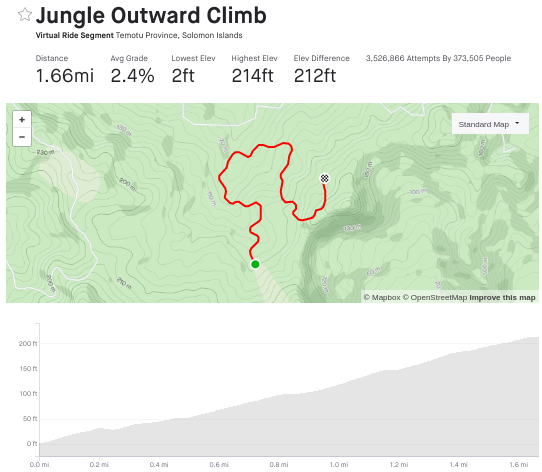 Jungle Outward Climb
Virtual Ride Segment Temotu Province, Solomon Islands
Distance Avg Grade Lowest Elev Highest Elev Elev Difference 3,526,866 Attempts By 373,505 People
1.66mi 2.4% 2ft 214ft 212ft
+
−
Standard Map
230 m
200 m
200 m
210 m
© Mapbox © OpenStreetMap Improve this map
200 ft
150 ft
100 ft
50 ft
0 ft
0.0 mi 0.2 mi 0.4 mi 0.6 mi 0.8 mi 1.0 mi 1.2 mi 1.4 mi 1.6 mi